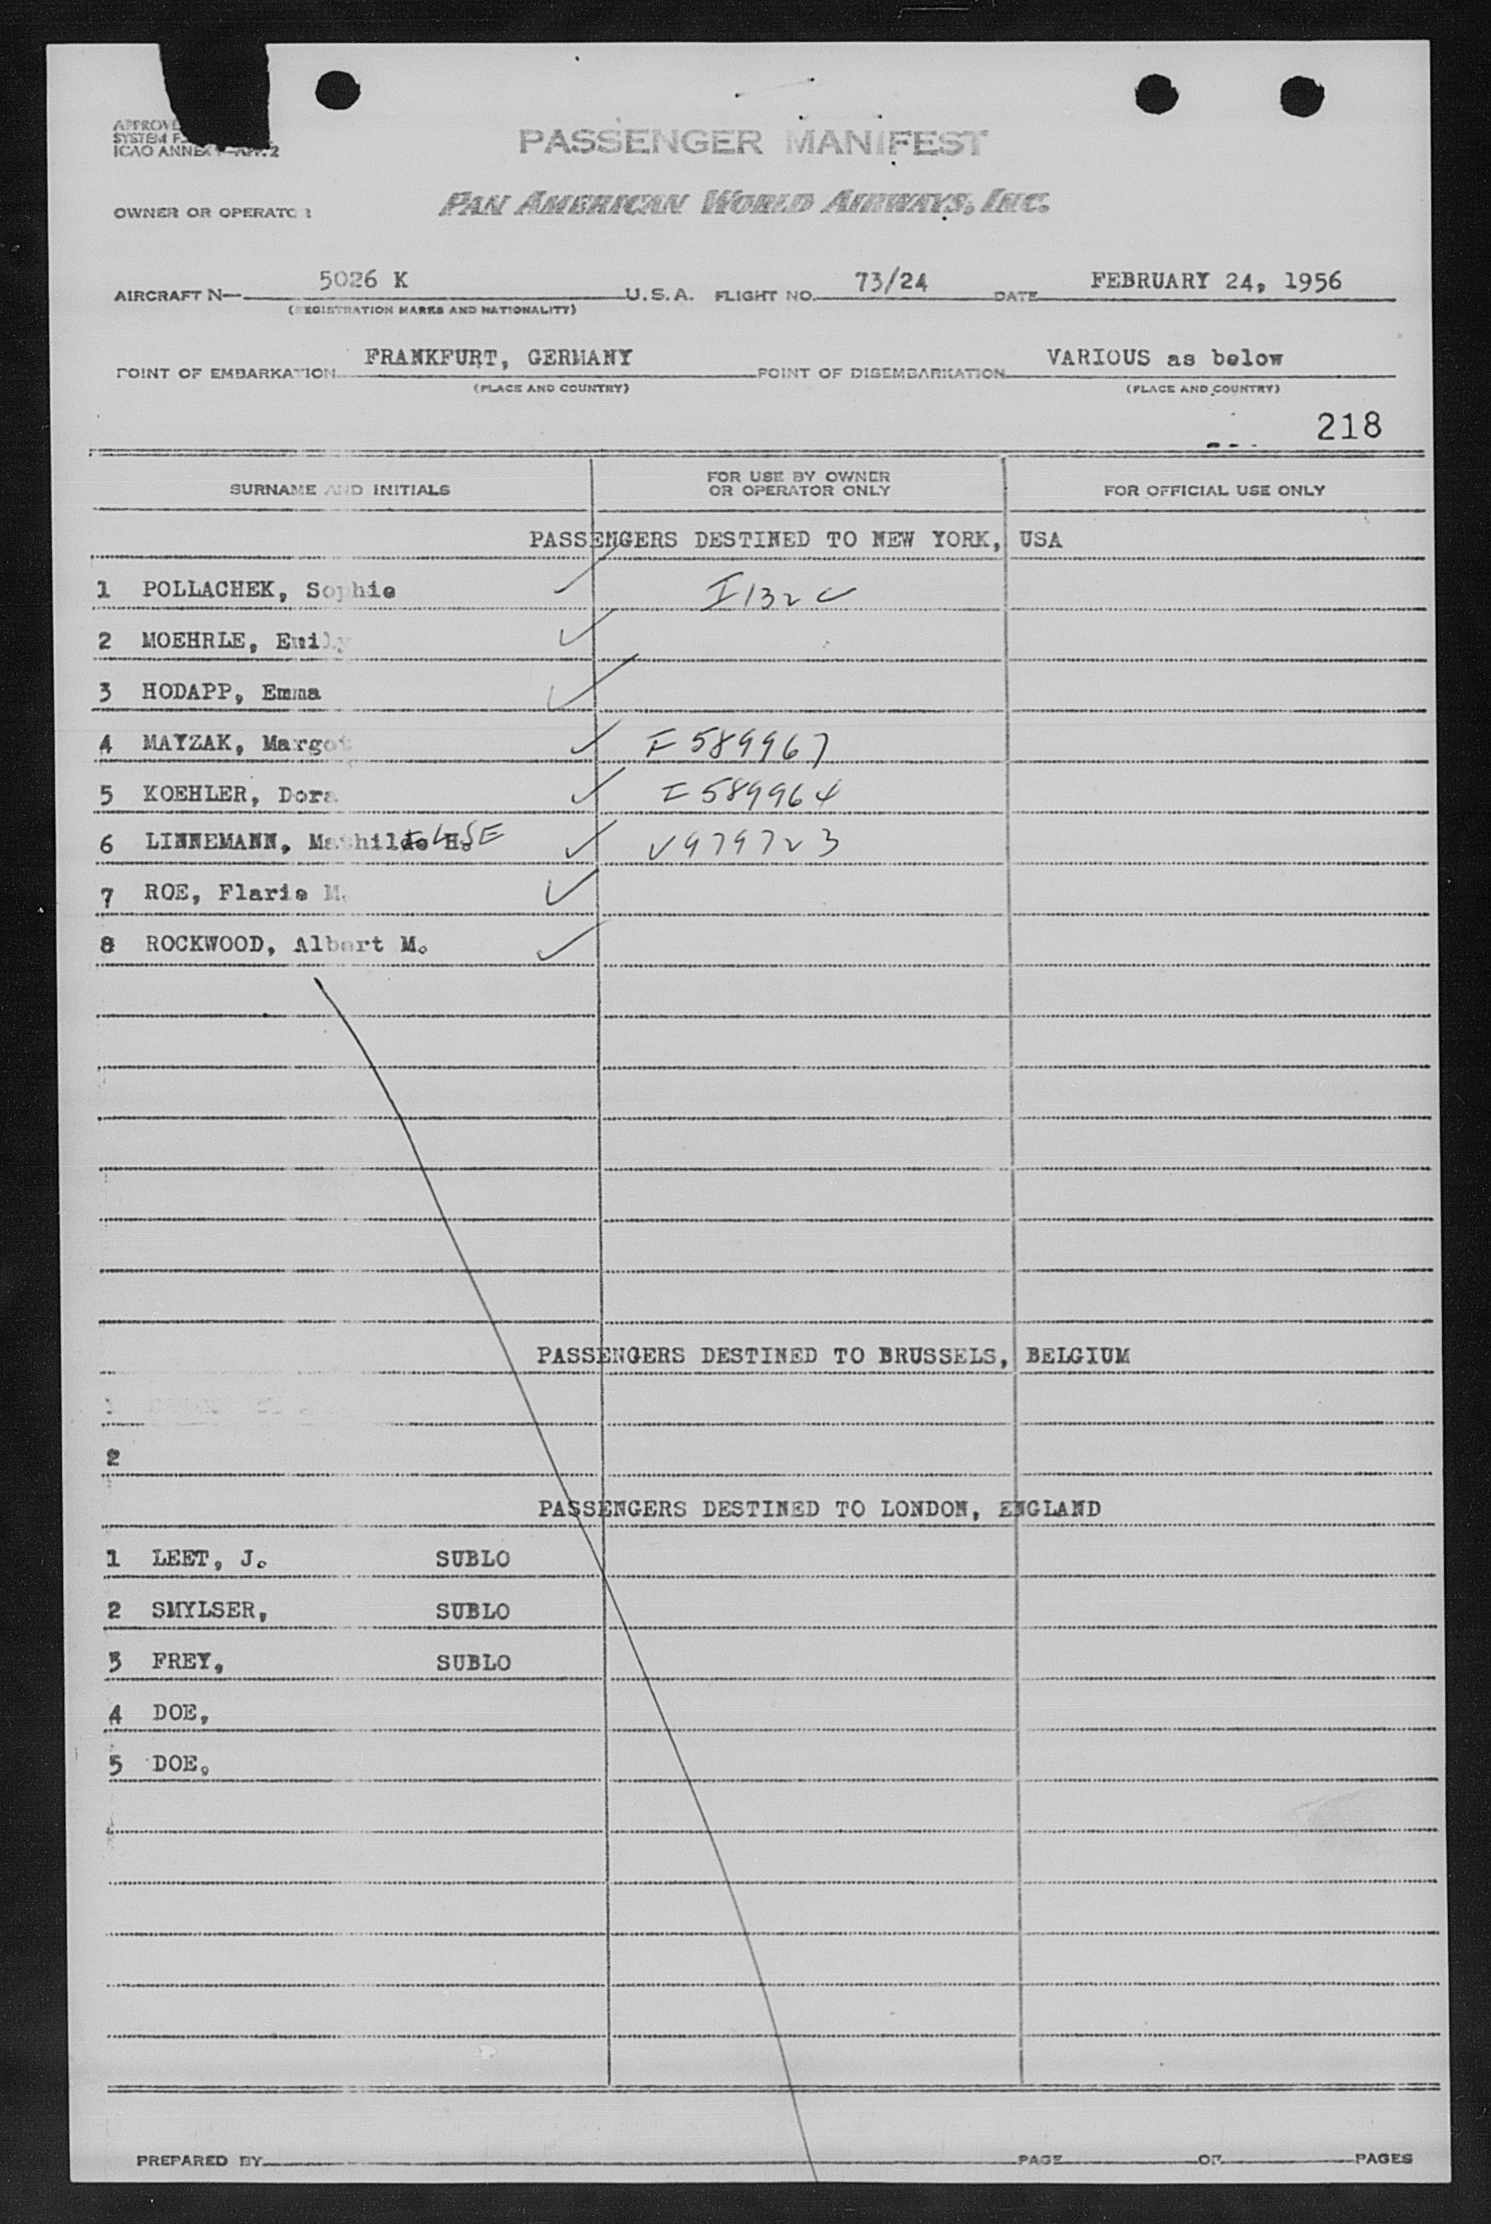 PASSENGER MANIFEST
PAN AMERICAN WORLD AIRWAYS, INC.
OWNER OR OPERATOR
AIRCRAFT N— 5026 K U.S.A. FLIGHT NO. 73/24 DATE FEBRUARY 24, 1956
(REGISTRATION MARKS AND NATIONALITY)
POINT OF EMBARKATION FRANKFURT, GERMANY POINT OF DISEMBARKATION VARIOUS as below
(PLACE AND COUNTRY) (PLACE AND COUNTRY)
218
SURNAME AND INITIALS FOR USE BY OWNER OR OPERATOR ONLY FOR OFFICIAL USE ONLY
PASSENGERS DESTINED TO NEW YORK, USA
1 POLLACHEK, Sophie ✓
2 MOEHRLE, Emily ✓
3 HODAPP, Emma ✓
4 MAYZAK, Margot ✓ I 589967
5 KOEHLER, Dora ✓ I 589964
6 LINNEMANN, Mathilde H. ILSE ✓ V979723
7 ROE, Flarie M. ✓
8 ROCKWOOD, Albert M. ✓
PASSENGERS DESTINED TO BRUSSELS, BELGIUM
2
PASSENGERS DESTINED TO LONDON, ENGLAND
1 LEET, J. SUBLO
2 SMYLSER, SUBLO
3 FREY, SUBLO
4 DOE,
5 DOE.
PREPARED BY PAGE OF PAGES